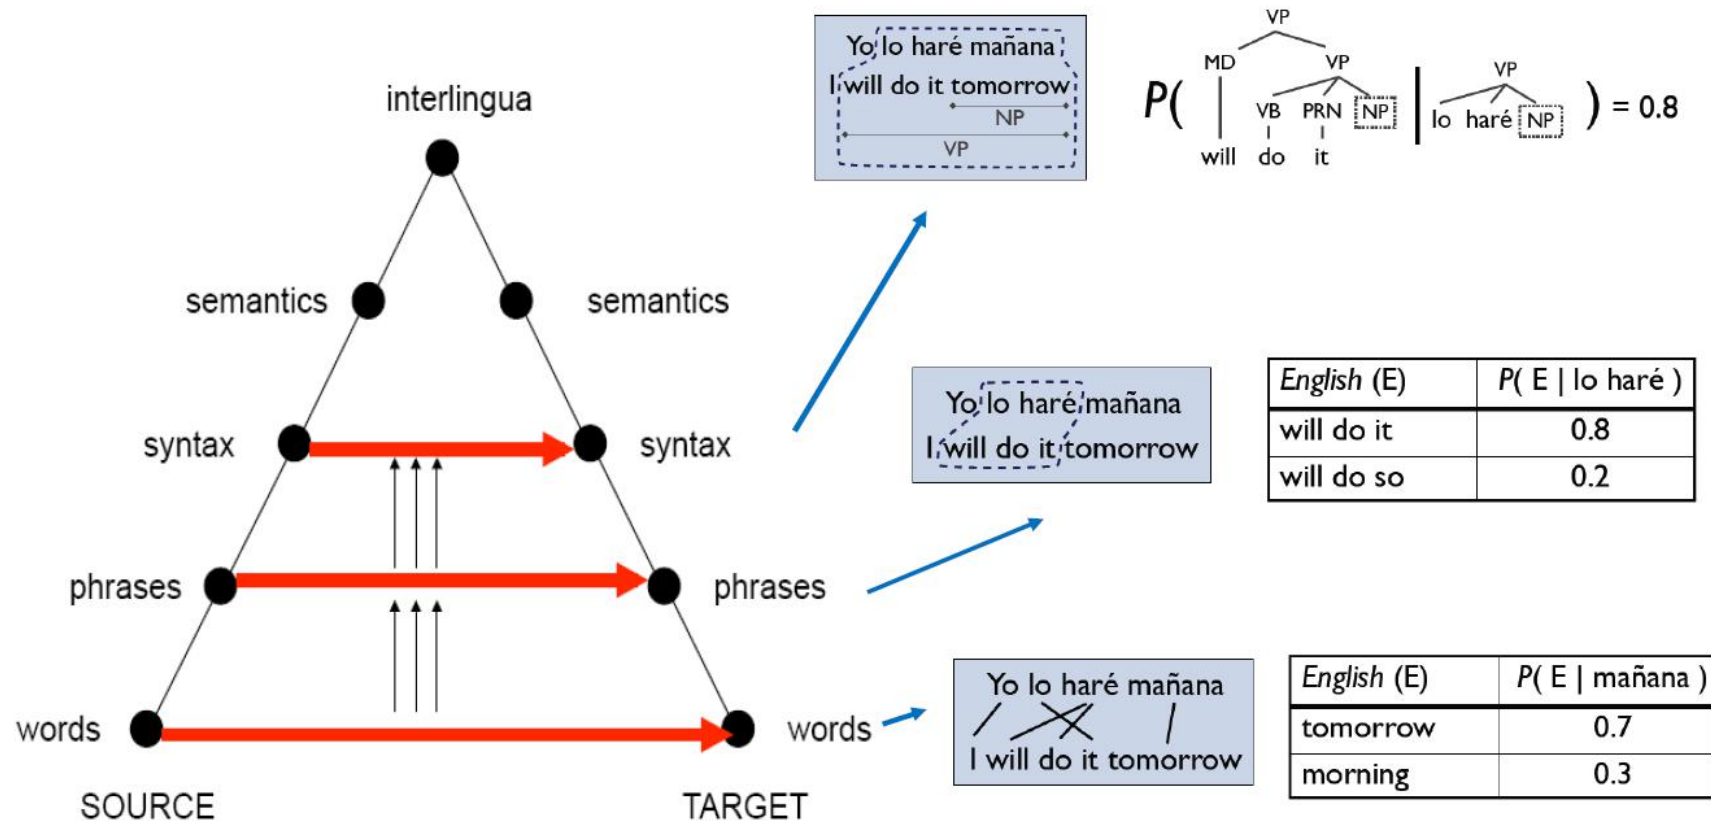 interlingua
semantics
semantics
syntax
syntax
phrases
phrases
words
words
SOURCE
TARGET
Yo lo haré mañana
I will do it tomorrow
NP
VP
VP
MD VP
VB PRN NP
will do it
VP
lo haré NP
P( | ) = 0.8
Yo lo haré mañana
I will do it tomorrow
English (E) P( E | lo haré )
will do it 0.8
will do so 0.2
Yo lo haré mañana
I will do it tomorrow
English (E) P( E | mañana )
tomorrow 0.7
morning 0.3